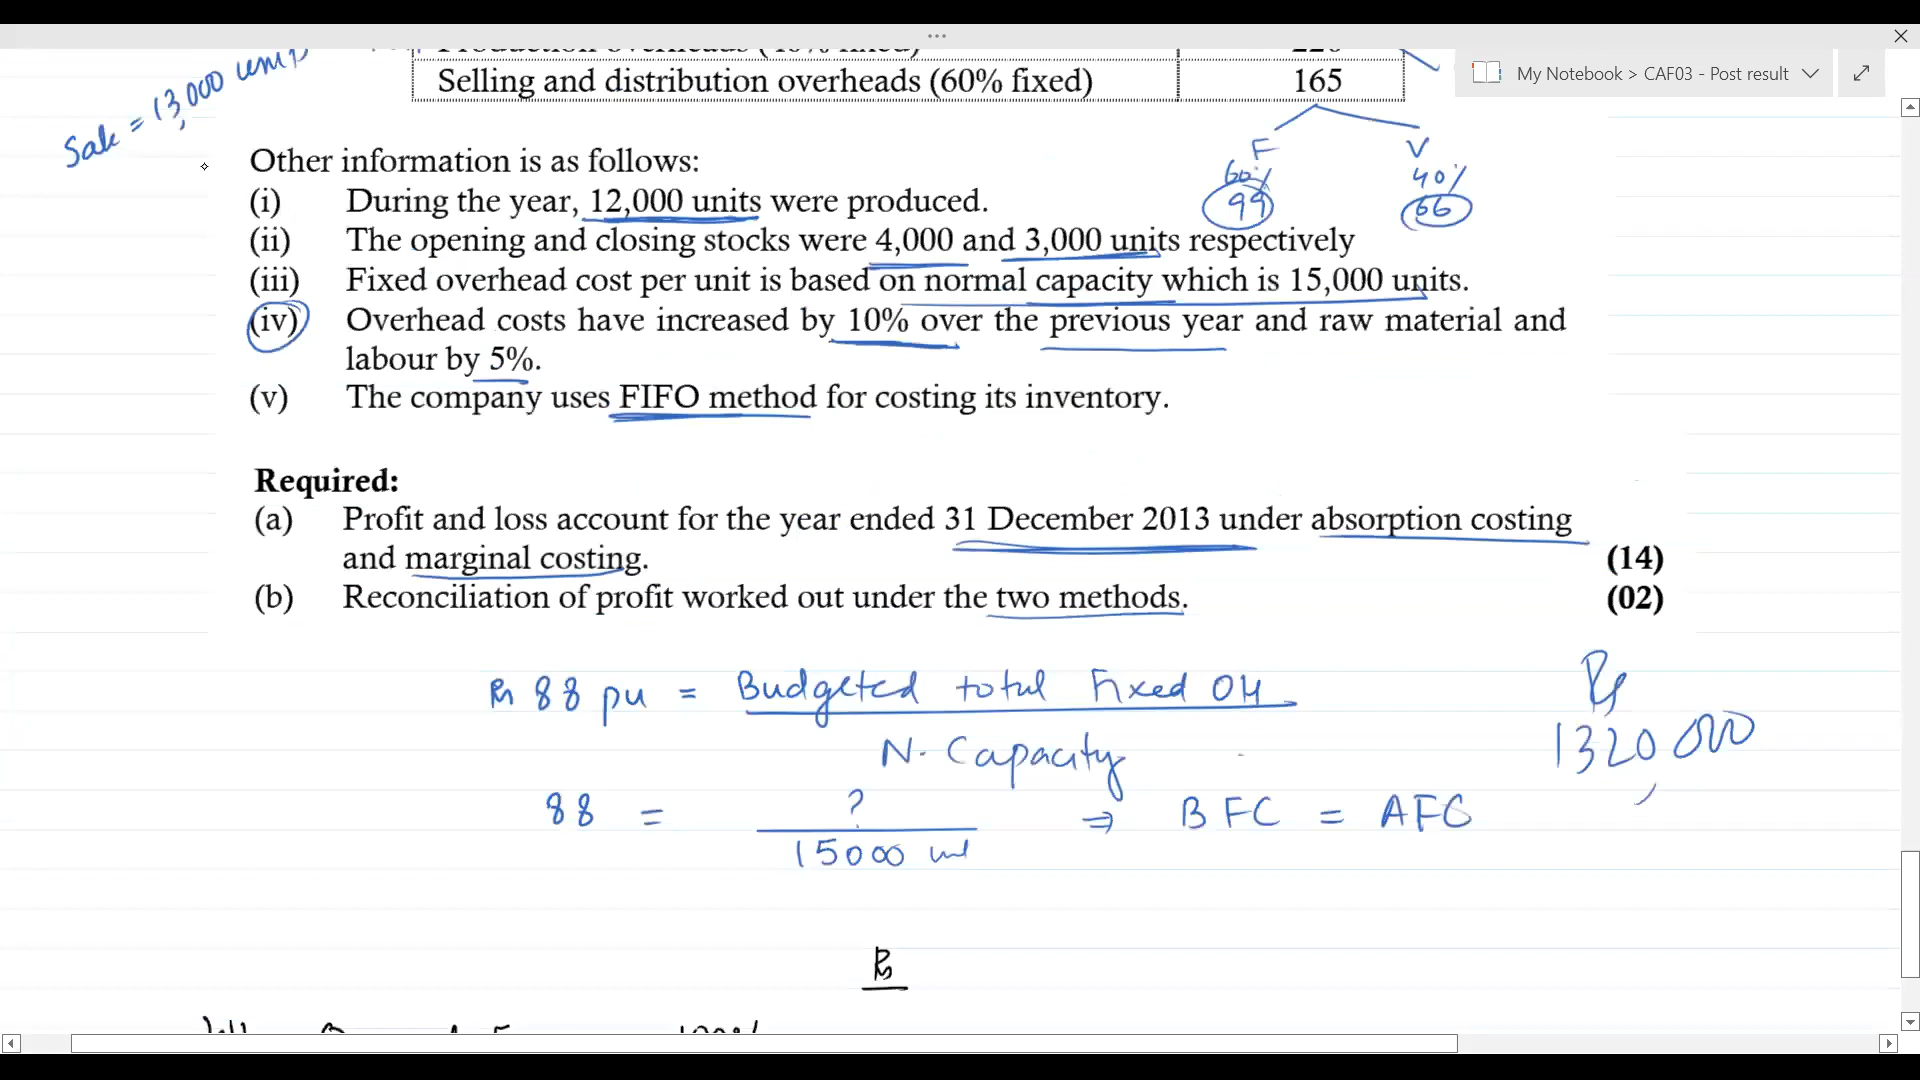 ...
My Notebook > CAF03 - Post result
Production overheads (40% fixed) 220
Selling and distribution overheads (60% fixed) 165
Sale = 13,000 units
F V
60% 40%
99 66
Other information is as follows:
(i) During the year, 12,000 units were produced.
(ii) The opening and closing stocks were 4,000 and 3,000 units respectively
(iii) Fixed overhead cost per unit is based on normal capacity which is 15,000 units.
(iv) Overhead costs have increased by 10% over the previous year and raw material and
labour by 5%.
(v) The company uses FIFO method for costing its inventory.
Required:
(a) Profit and loss account for the year ended 31 December 2013 under absorption costing
and marginal costing. (14)
(b) Reconciliation of profit worked out under the two methods. (02)
Rs 88 pu = Budgeted total Fixed OH
N. Capacity
Rs
1320,000
88 = ? ⇒ BFC = AFC
15000
Rs